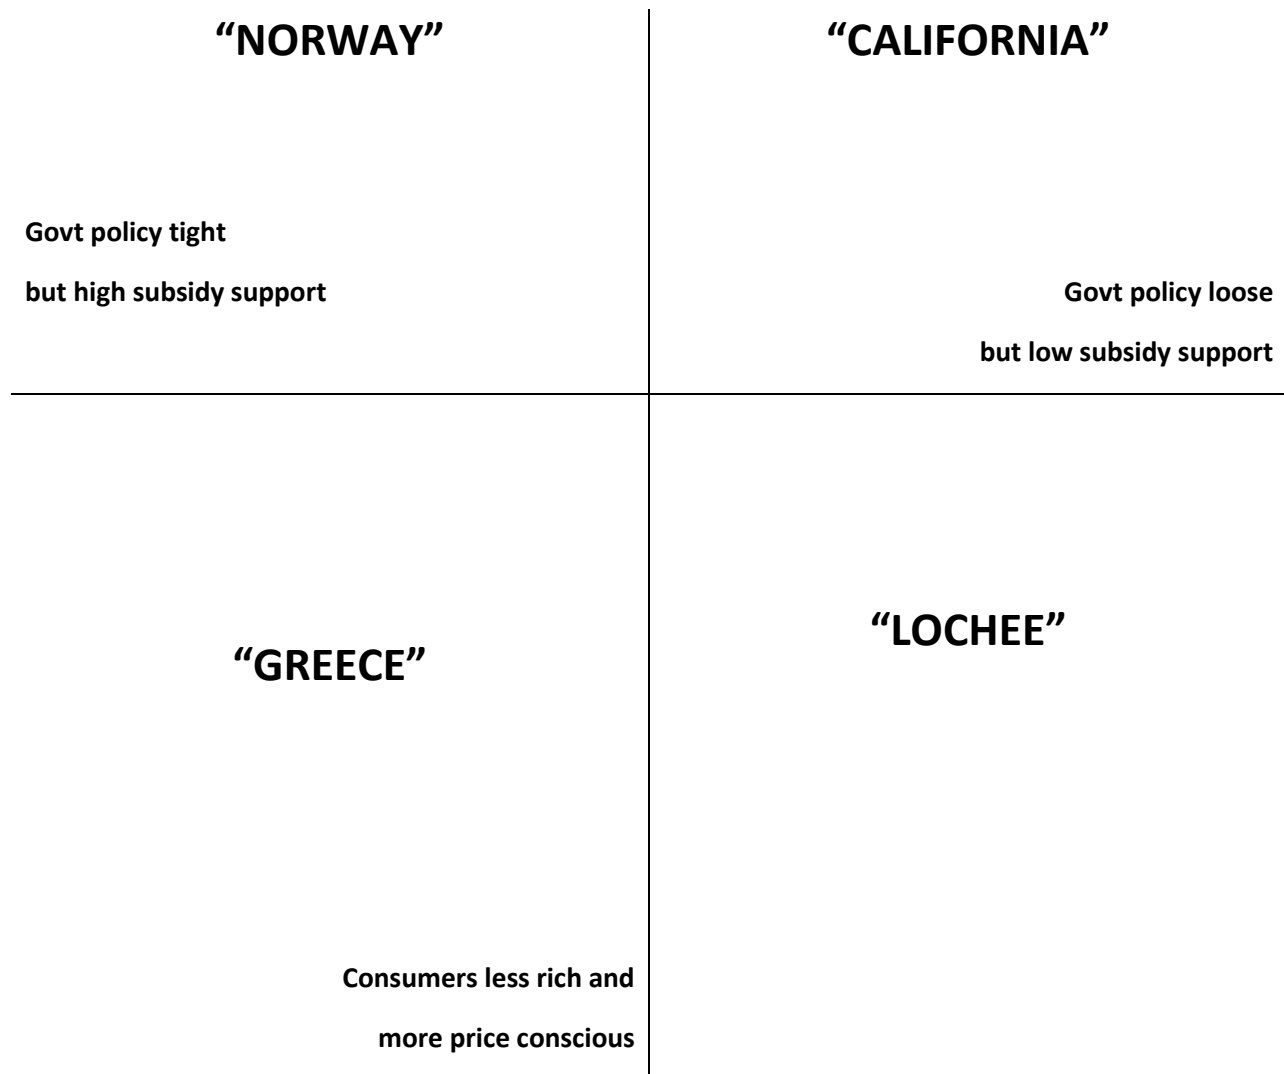 “NORWAY”
“CALIFORNIA”
Govt policy tight
but high subsidy support
Govt policy loose
but low subsidy support
“GREECE”
“LOCHEE”
Consumers less rich and
more price conscious